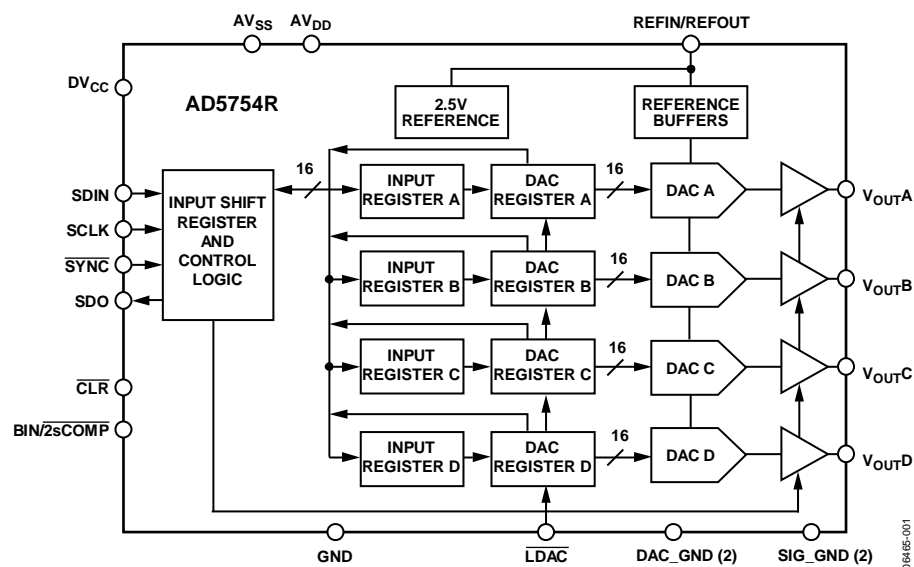 AVSS AVDD REFIN/REFOUT
DVCC
AD5754R
2.5V
REFERENCE
REFERENCE
BUFFERS
SDIN
SCLK
SYNC
SDO
INPUT SHIFT
REGISTER
AND
CONTROL
LOGIC
16
INPUT
REGISTER A
DAC
REGISTER A
16
DAC A
VOUTA
INPUT
REGISTER B
DAC
REGISTER B
16
DAC B
VOUTB
INPUT
REGISTER C
DAC
REGISTER C
16
DAC C
VOUTC
CLR
BIN/2sCOMP
INPUT
REGISTER D
DAC
REGISTER D
16
DAC D
VOUTD
GND LDAC DAC_GND (2) SIG_GND (2)
06465-001